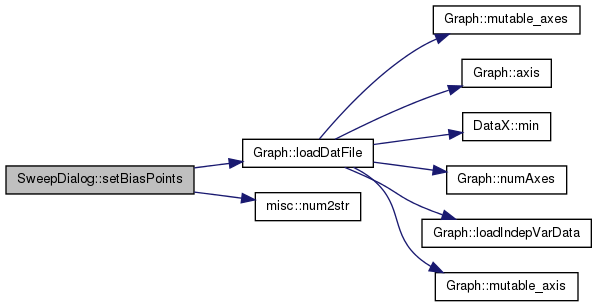 Graph::mutable_axes
Graph::axis
DataX::min
Graph::loadDatFile
Graph::numAxes
SweepDialog::setBiasPoints
misc::num2str
Graph::loadIndepVarData
Graph::mutable_axis